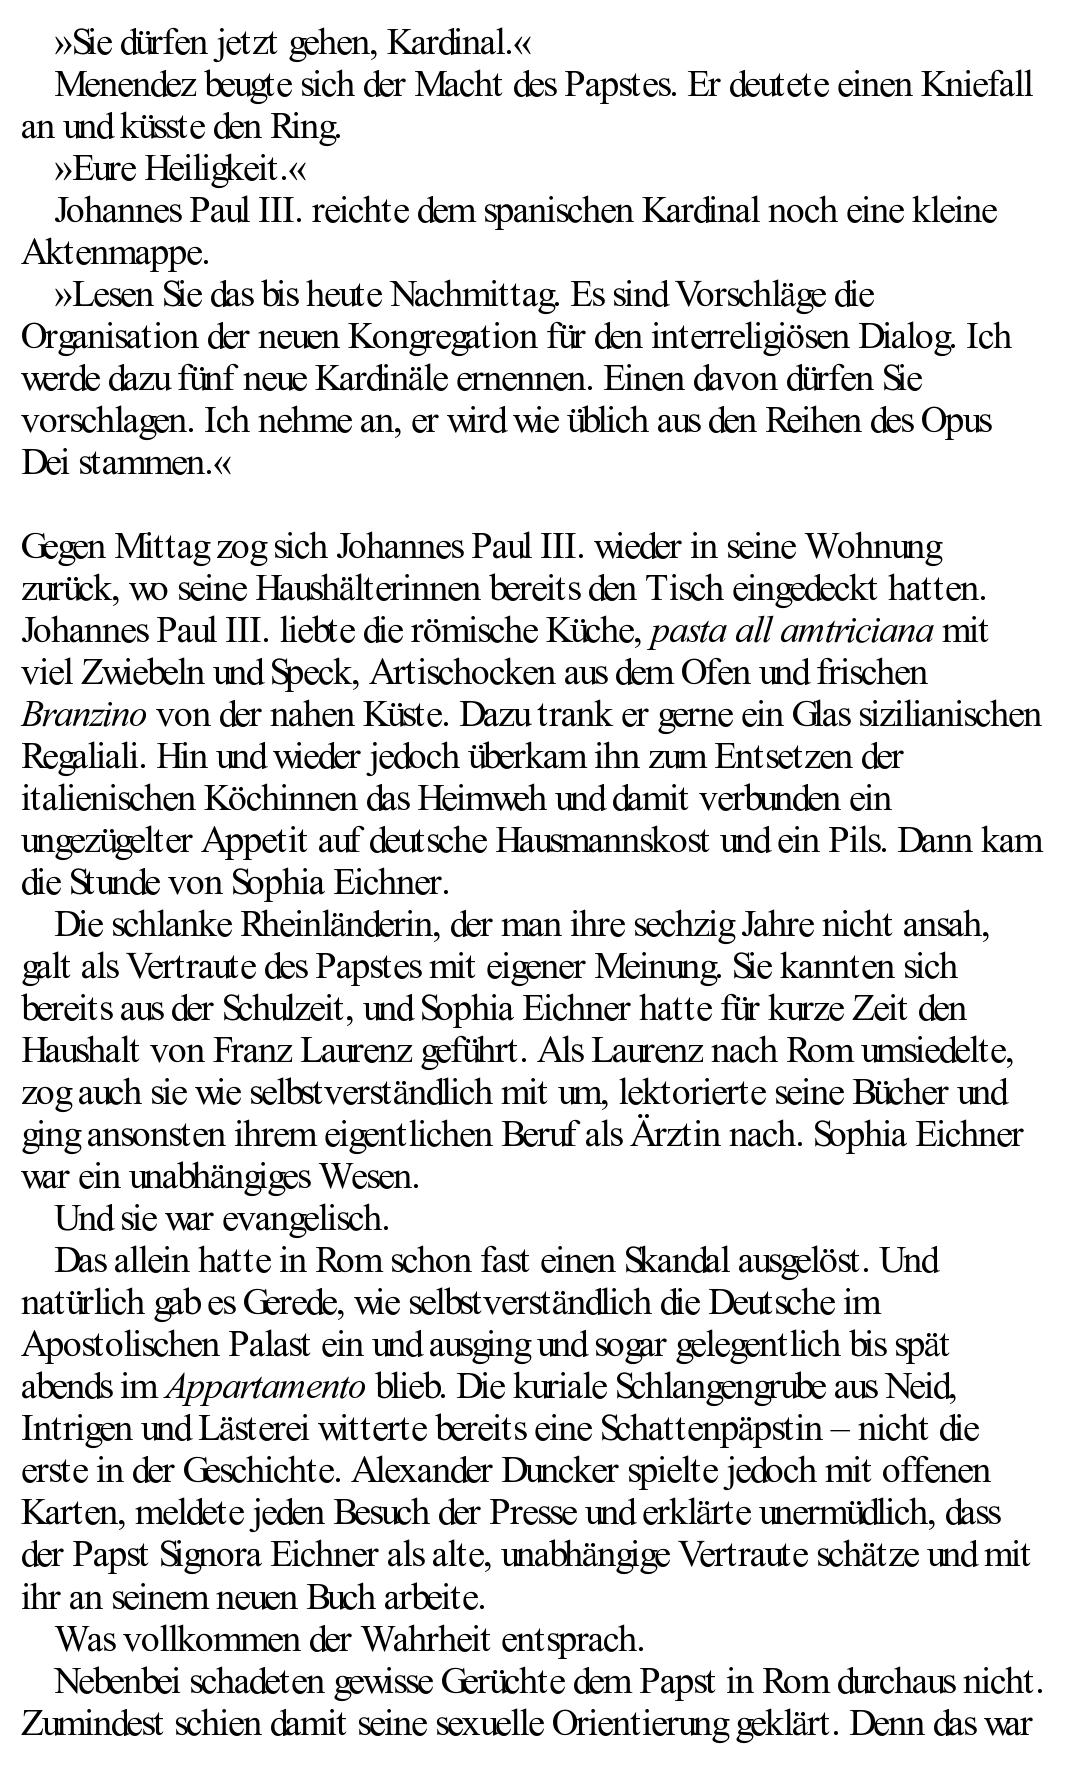 »Sie dürfen jetzt gehen, Kardinal.«
Menendez beugte sich der Macht des Papstes. Er deutete einen Kniefall
an und küsste den Ring.
»Eure Heiligkeit.«
Johannes Paul III. reichte dem spanischen Kardinal noch eine kleine
Aktenmappe.
»Lesen Sie das bis heute Nachmittag. Es sind Vorschläge die
Organisation der neuen Kongregation für den interreligiösen Dialog. Ich
werde dazu fünf neue Kardinäle ernennen. Einen davon dürfen Sie
vorschlagen. Ich nehme an, er wird wie üblich aus den Reihen des Opus
Dei stammen.«
Gegen Mittag zog sich Johannes Paul III. wieder in seine Wohnung
zurück, wo seine Haushälterinnen bereits den Tisch eingedeckt hatten.
Johannes Paul III. liebte die römische Küche, pasta all amtriciana mit
viel Zwiebeln und Speck, Artischocken aus dem Ofen und frischen
Branzino von der nahen Küste. Dazu trank er gerne ein Glas sizilianischen
Regaliali. Hin und wieder jedoch überkam ihn zum Entsetzen der
italienischen Köchinnen das Heimweh und damit verbunden ein
ungezügelter Appetit auf deutsche Hausmannskost und ein Pils. Dann kam
die Stunde von Sophia Eichner.
Die schlanke Rheinländerin, der man ihre sechzig Jahre nicht ansah,
galt als Vertraute des Papstes mit eigener Meinung. Sie kannten sich
bereits aus der Schulzeit, und Sophia Eichner hatte für kurze Zeit den
Haushalt von Franz Laurenz geführt. Als Laurenz nach Rom umsiedelte,
zog auch sie wie selbstverständlich mit um, lektorierte seine Bücher und
ging ansonsten ihrem eigentlichen Beruf als Ärztin nach. Sophia Eichner
war ein unabhängiges Wesen.
Und sie war evangelisch.
Das allein hatte in Rom schon fast einen Skandal ausgelöst. Und
natürlich gab es Gerede, wie selbstverständlich die Deutsche im
Apostolischen Palast ein und ausging und sogar gelegentlich bis spät
abends im Appartamento blieb. Die kuriale Schlangengrube aus Neid,
Intrigen und Lästerei witterte bereits eine Schattenpäpstin – nicht die
erste in der Geschichte. Alexander Duncker spielte jedoch mit offenen
Karten, meldete jeden Besuch der Presse und erklärte unermüdlich, dass
der Papst Signora Eichner als alte, unabhängige Vertraute schätze und mit
ihr an seinem neuen Buch arbeite.
Was vollkommen der Wahrheit entsprach.
Nebenbei schadeten gewisse Gerüchte dem Papst in Rom durchaus nicht.
Zumindest schien damit seine sexuelle Orientierung geklärt. Denn das war